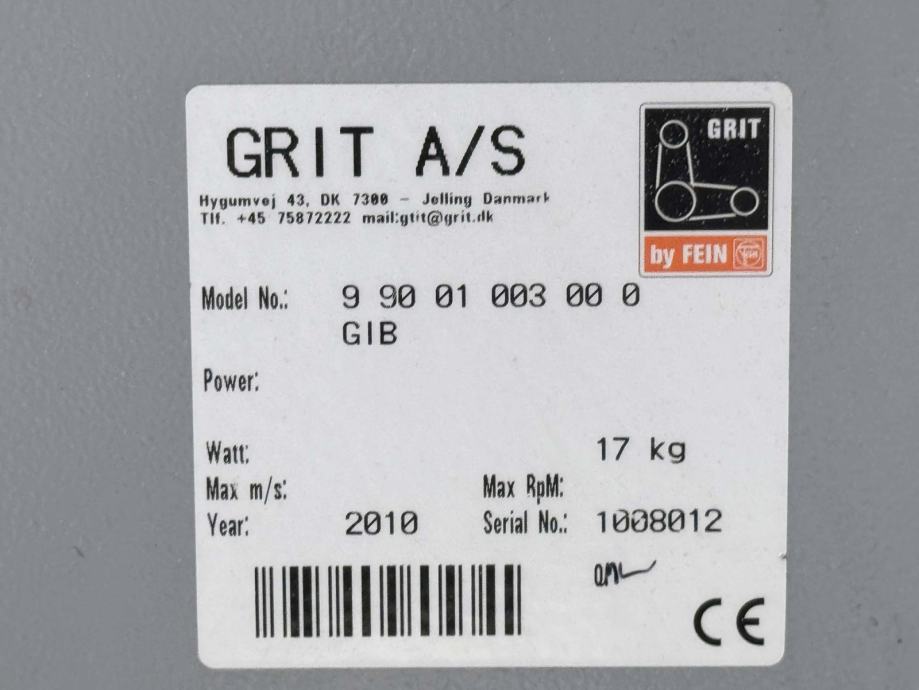 GRIT A/S
Hygumvej 43, DK 7300 - Jelling Danmark
Tlf. +45 75872222 mail:gtit@grit.dk
GRIT
by FEIN
Model No.: 9 90 01 003 00 0
GIB
Power:
Watt: 17 kg
Max m/s: Max RpM:
Year: 2010 Serial No.: 1008012
CE